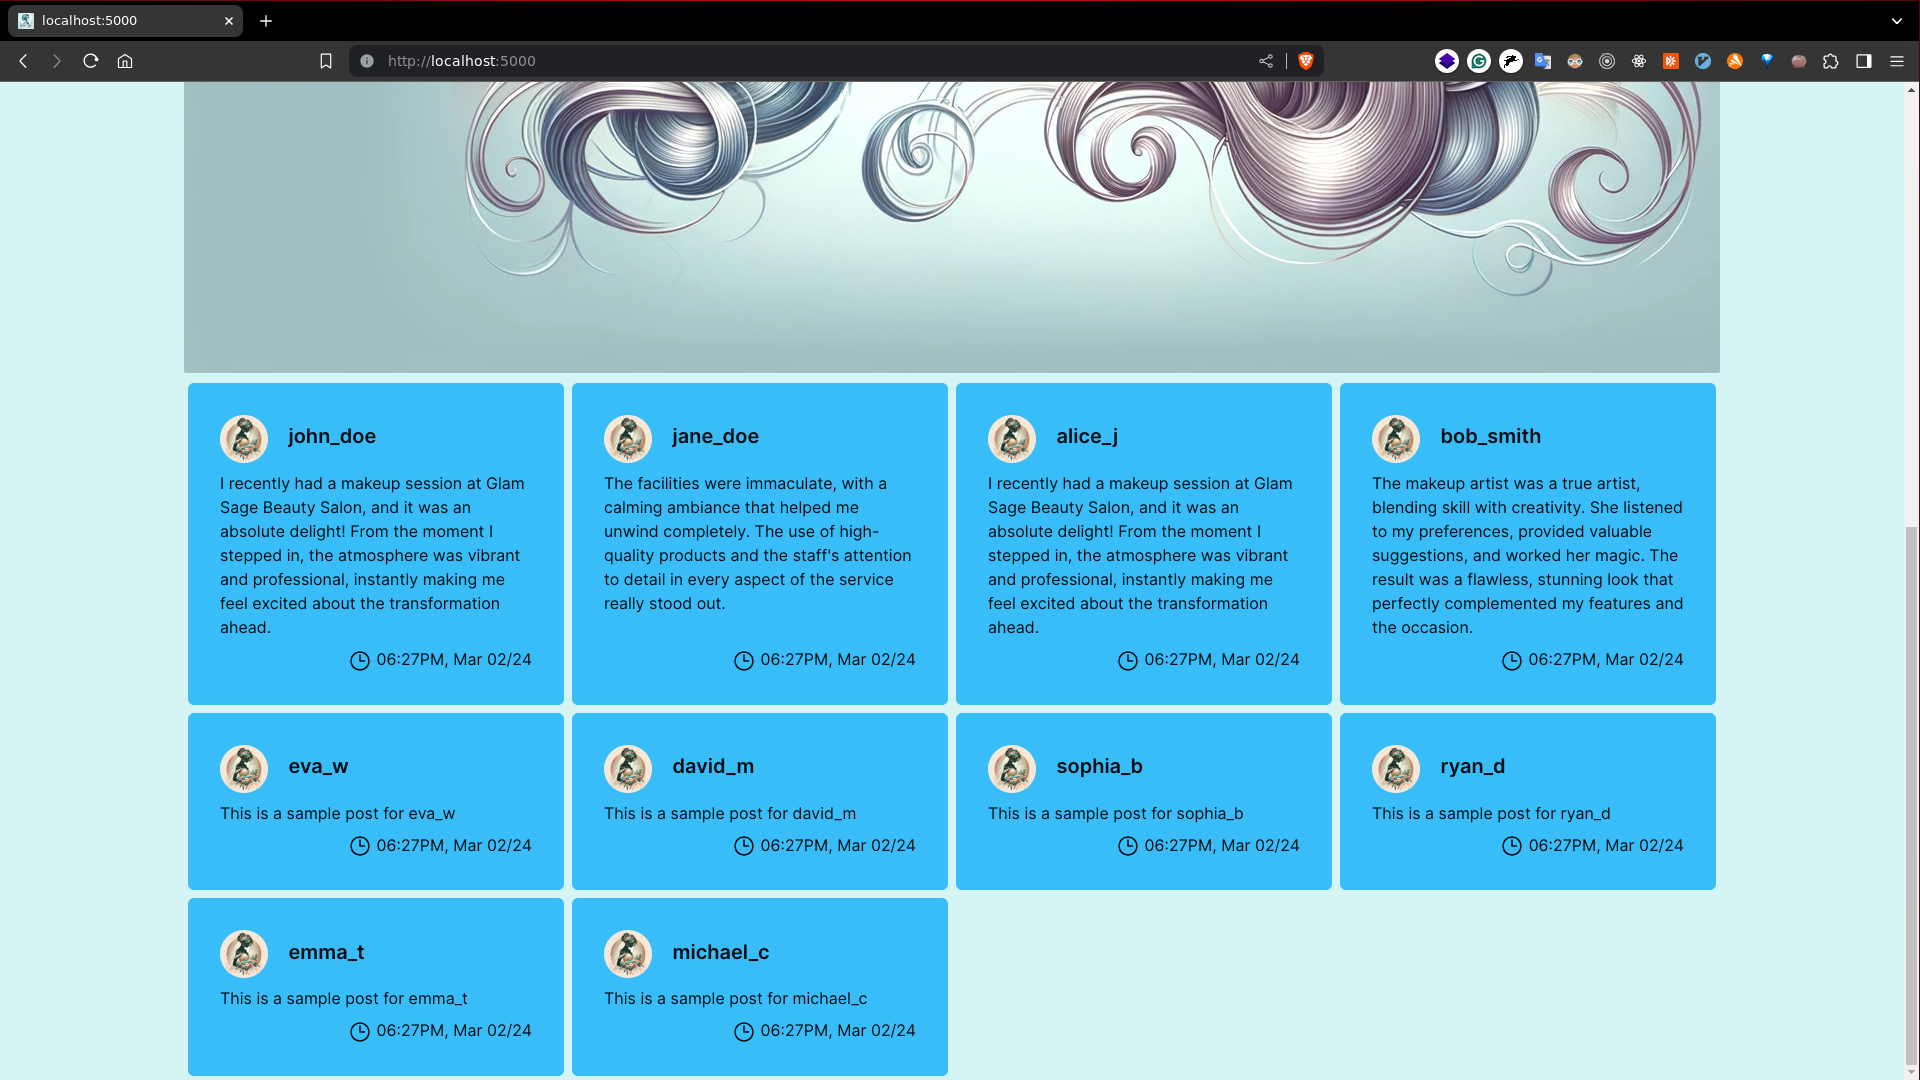 localhost:5000
http://localhost:5000
john_doe
I recently had a makeup session at Glam
Sage Beauty Salon, and it was an
absolute delight! From the moment I
stepped in, the atmosphere was vibrant
and professional, instantly making me
feel excited about the transformation
ahead.
06:27PM, Mar 02/24
jane_doe
The facilities were immaculate, with a
calming ambiance that helped me
unwind completely. The use of high-
quality products and the staff's attention
to detail in every aspect of the service
really stood out.
06:27PM, Mar 02/24
alice_j
I recently had a makeup session at Glam
Sage Beauty Salon, and it was an
absolute delight! From the moment I
stepped in, the atmosphere was vibrant
and professional, instantly making me
feel excited about the transformation
ahead.
06:27PM, Mar 02/24
bob_smith
The makeup artist was a true artist,
blending skill with creativity. She listened
to my preferences, provided valuable
suggestions, and worked her magic. The
result was a flawless, stunning look that
perfectly complemented my features and
the occasion.
06:27PM, Mar 02/24
eva_w
This is a sample post for eva_w
06:27PM, Mar 02/24
david_m
This is a sample post for david_m
06:27PM, Mar 02/24
sophia_b
This is a sample post for sophia_b
06:27PM, Mar 02/24
ryan_d
This is a sample post for ryan_d
06:27PM, Mar 02/24
emma_t
This is a sample post for emma_t
06:27PM, Mar 02/24
michael_c
This is a sample post for michael_c
06:27PM, Mar 02/24